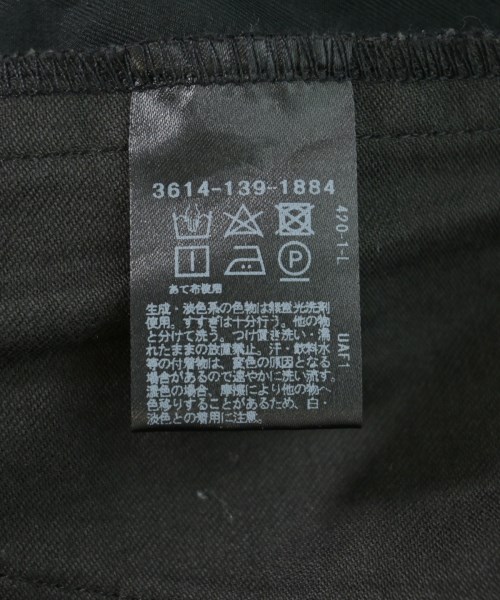 3614-139-1884
P
あて布使用
生成・淡色系の色物は無蛍光洗剤
使用。すすぎは十分行う。他の物
と分けて洗う。つけ置き洗い・濡
れたままの放置禁止。汗・飲料水
等の付着物は、変色の原因となる
場合があるので速やかに洗い流す。
濃色の場合、摩擦により他の物へ
色移りすることがあるため、白・
淡色との着用にご注意。
420-1-L
UAF1